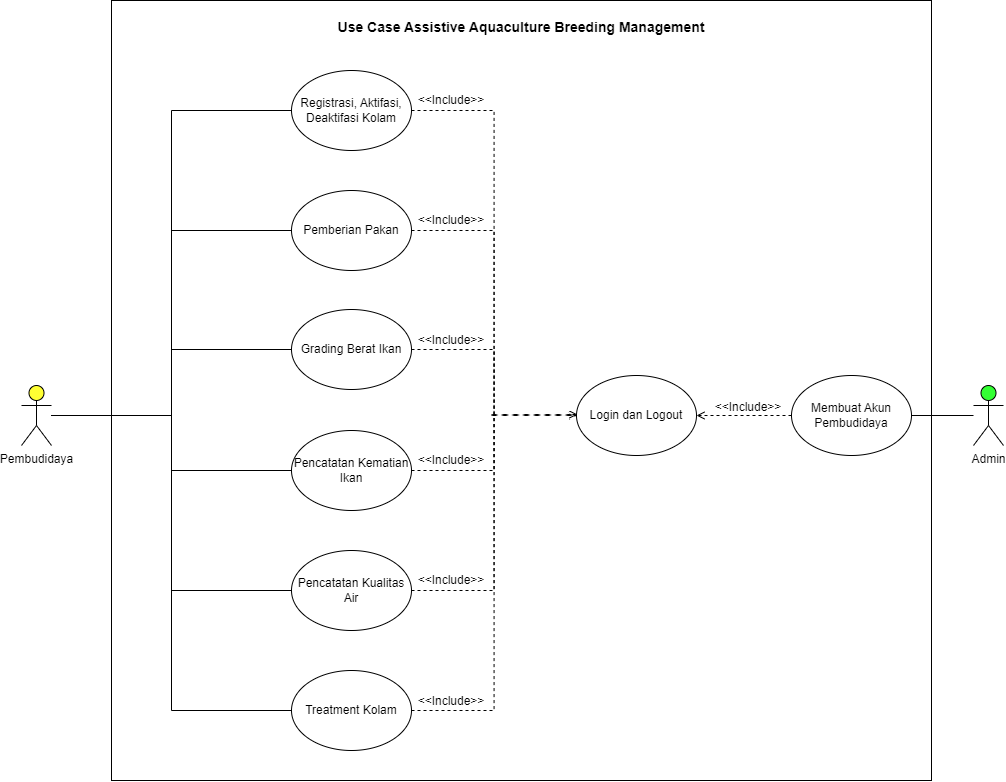 Use Case Assistive Aquaculture Breeding Management
Registrasi, Aktifasi,
Deaktifasi Kolam
<<Include>>
Pemberian Pakan
<<Include>>
Grading Berat Ikan
<<Include>>
Pembudidaya
Login dan Logout
<<Include>>
Membuat Akun
Pembudidaya
Admin
Pencatatan Kematian
Ikan
<<Include>>
Pencatatan Kualitas
Air
<<Include>>
Treatment Kolam
<<Include>>